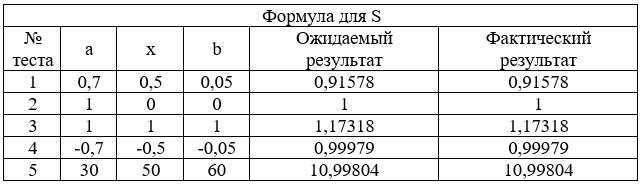 Формула для S
№ теста a x b Ожидаемый результат Фактический результат
1 0,7 0,5 0,05 0,91578 0,91578
2 1 0 0 1 1
3 1 1 1 1,17318 1,17318
4 -0,7 -0,5 -0,05 0,99979 0,99979
5 30 50 60 10,99804 10,99804